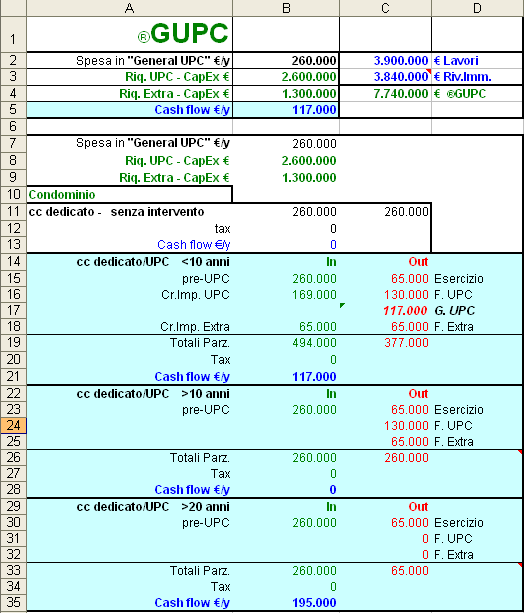 A B C D
1 ®GUPC
2 Spesa in "General UPC" €/y 260.000 3.900.000 € Lavori
3 Riq. UPC - CapEx € 2.600.000 3.840.000 € Riv.Imm.
4 Riq. Extra - CapEx € 1.300.000 7.740.000 € ®GUPC
5 Cash flow €/y 117.000
6
7 Spesa in "General UPC" €/y 260.000
8 Riq. UPC - CapEx € 2.600.000
9 Riq. Extra - CapEx € 1.300.000
10 Condominio
11 cc dedicato - senza intervento 260.000 260.000
12 tax 0
13 Cash flow €/y 0
14 cc dedicato/UPC <10 anni In Out
15 pre-UPC 260.000 65.000 Esercizio
16 Cr.Imp. UPC 169.000 130.000 F. UPC
17 117.000 G. UPC
18 Cr.Imp. Extra 65.000 65.000 F. Extra
19 Totali Parz. 494.000 377.000
20 Tax 0
21 Cash flow €/y 117.000
22 cc dedicato/UPC >10 anni In Out
23 pre-UPC 260.000 65.000 Esercizio
24 130.000 F. UPC
25 65.000 F. Extra
26 Totali Parz. 260.000 260.000
27 Tax 0
28 Cash flow €/y 0
29 cc dedicato/UPC >20 anni In Out
30 pre-UPC 260.000 65.000 Esercizio
31 0 F. UPC
32 0 F. Extra
33 Totali Parz. 260.000 65.000
34 Tax 0
35 Cash flow €/y 195.000